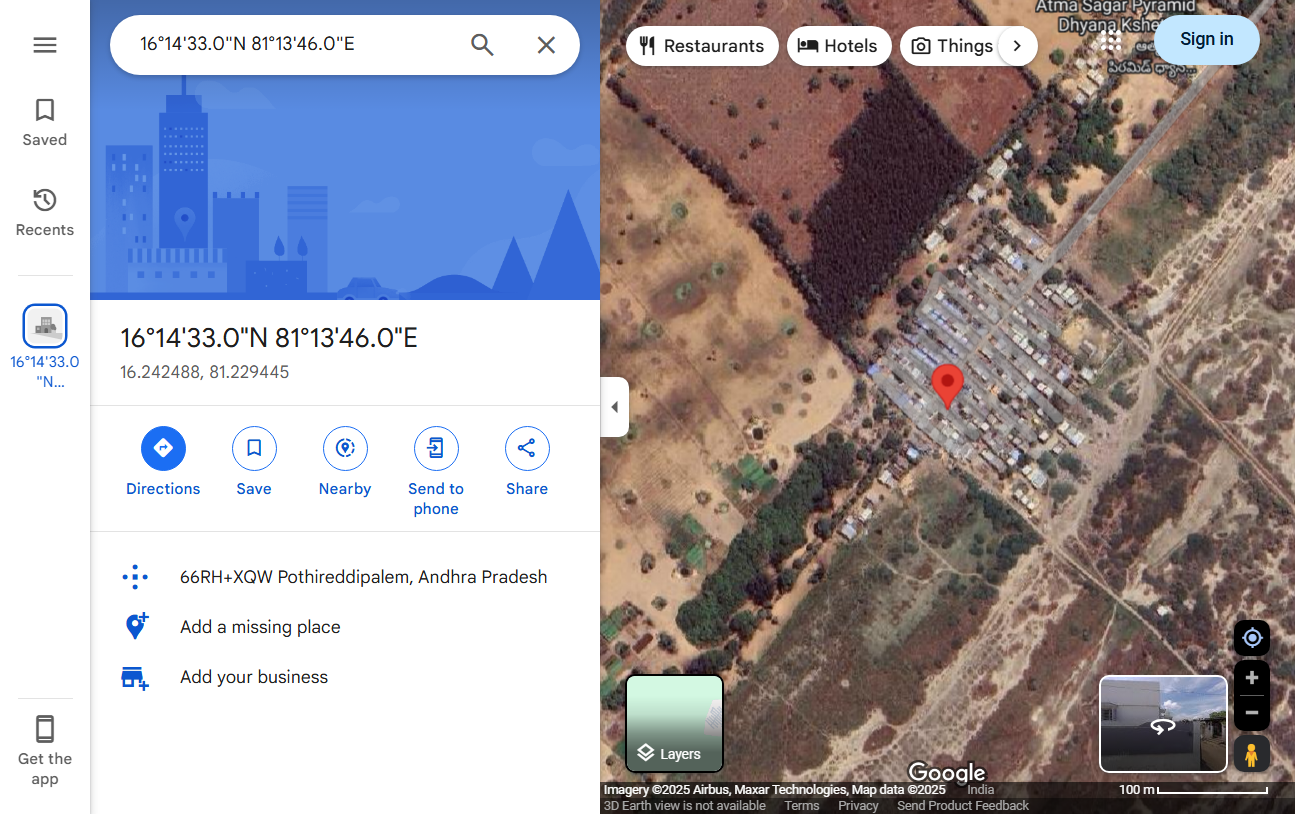 16°14'33.0"N 81°13'46.0"E
Saved
Recents
16°14'33.0
"N...
Get the
app
16°14'33.0"N 81°13'46.0"E
16.242488, 81.229445
Directions
Save
Nearby
Send to
phone
Share
66RH+XQW Pothireddipalem, Andhra Pradesh
Add a missing place
Add your business
Atma Sagar Pyramid
Dhyana Kshe
పిరమిడ్ ధ్యాన...
Restaurants
Hotels
Things
Sign in
Layers
Google
Imagery ©2025 Airbus, Maxar Technologies, Map data ©2025 India 100 m
3D Earth view is not available Terms Privacy Send Product Feedback